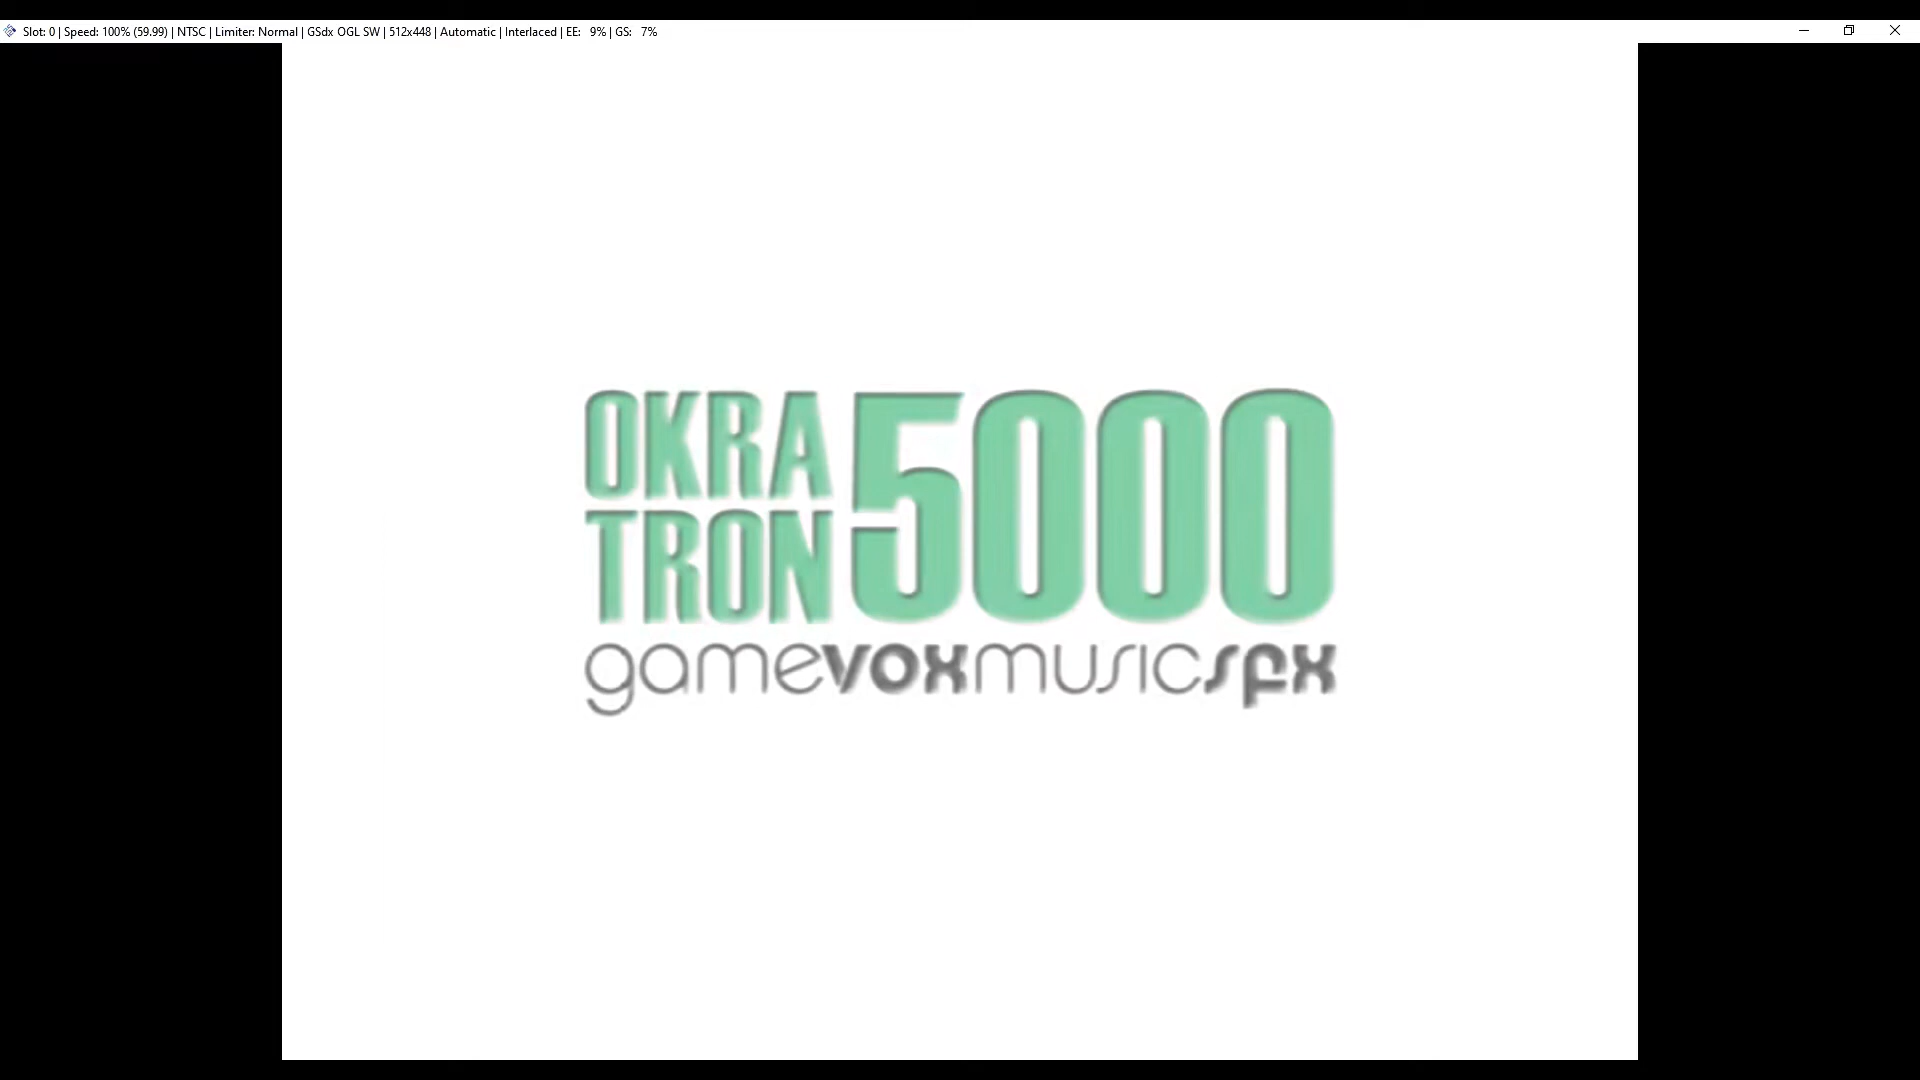 Slot: 0 | Speed: 100% (59.99) | NTSC | Limiter: Normal | GSdx OGL SW | 512x448 | Automatic | Interlaced | EE: 9% | GS: 7%
OKRA
TRON
5000
gamevoxmusicsfx